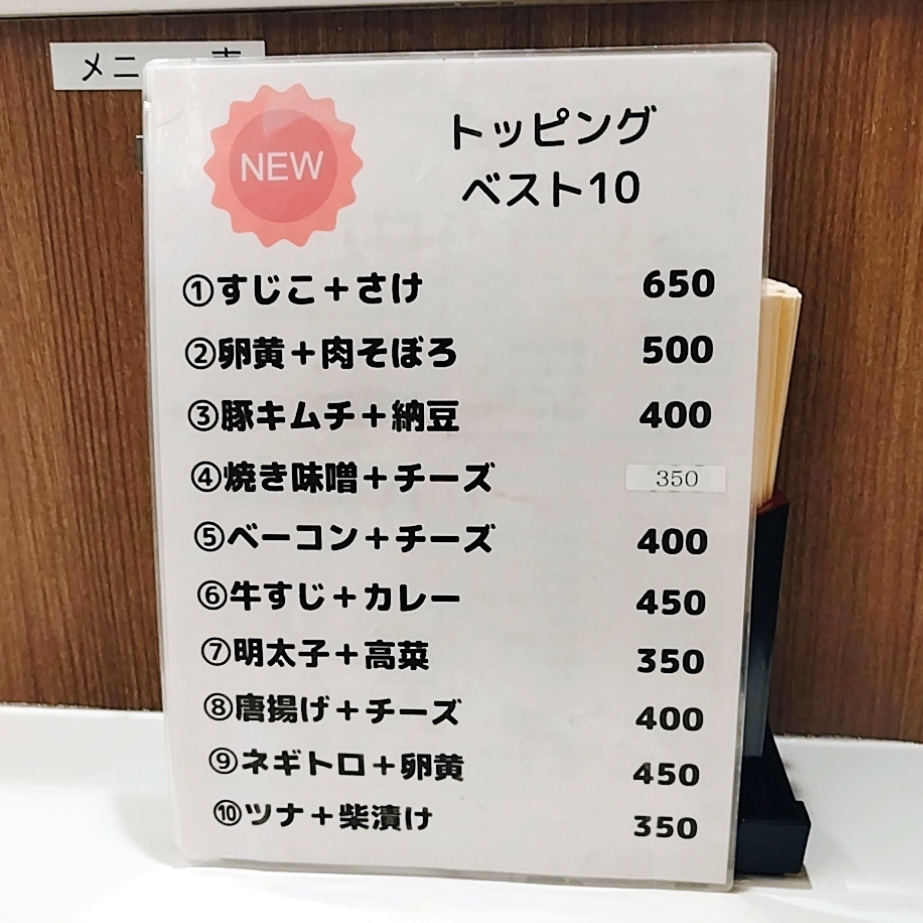 メニュー表
NEW
トッピング
ベスト10
①すじこ＋さけ 650
②卵黄＋肉そぼろ 500
③豚キムチ＋納豆 400
④焼き味噌＋チーズ 350
⑤ベーコン＋チーズ 400
⑥牛すじ＋カレー 450
⑦明太子＋高菜 350
⑧唐揚げ＋チーズ 400
⑨ネギトロ＋卵黄 450
⑩ツナ＋柴漬け 350